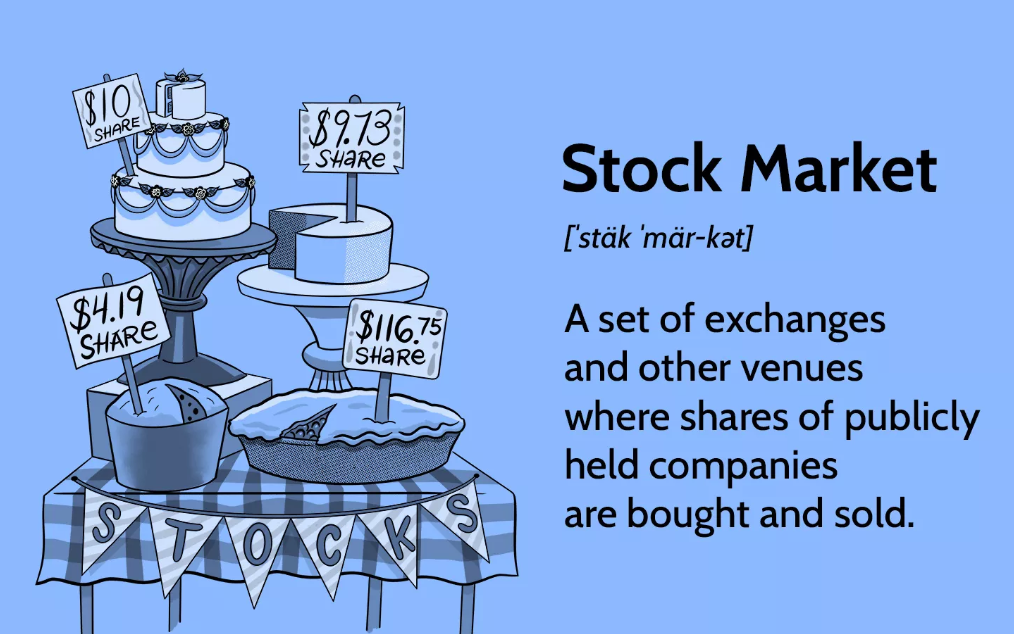 $10
SHARE
$9.73
SHARE
$4.19
SHARE
$116.75
SHARE
STOCKS
Stock Market
[ˈstäk ˈmär-kət]
A set of exchanges
and other venues
where shares of publicly
held companies
are bought and sold.